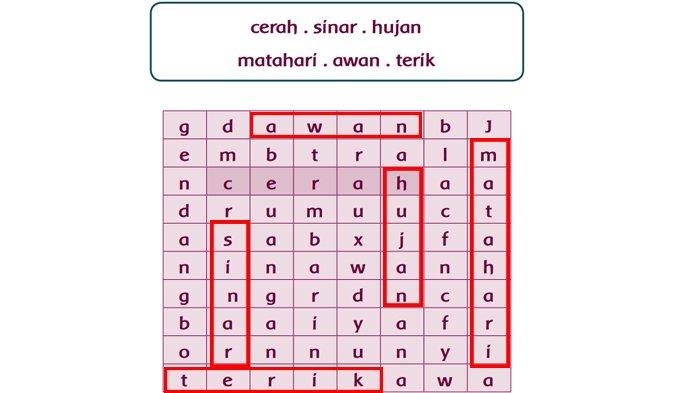 cerah . sinar . hujan
matahari . awan . terik
g d a w a n b J
e m b t r a l m
n c e r a h a a
d r u m u u c t
a s a b x j f a
n i n a w a n h
g n g r d n c a
b a a i y a f r
o r n n u n y i
t e r i k a w a